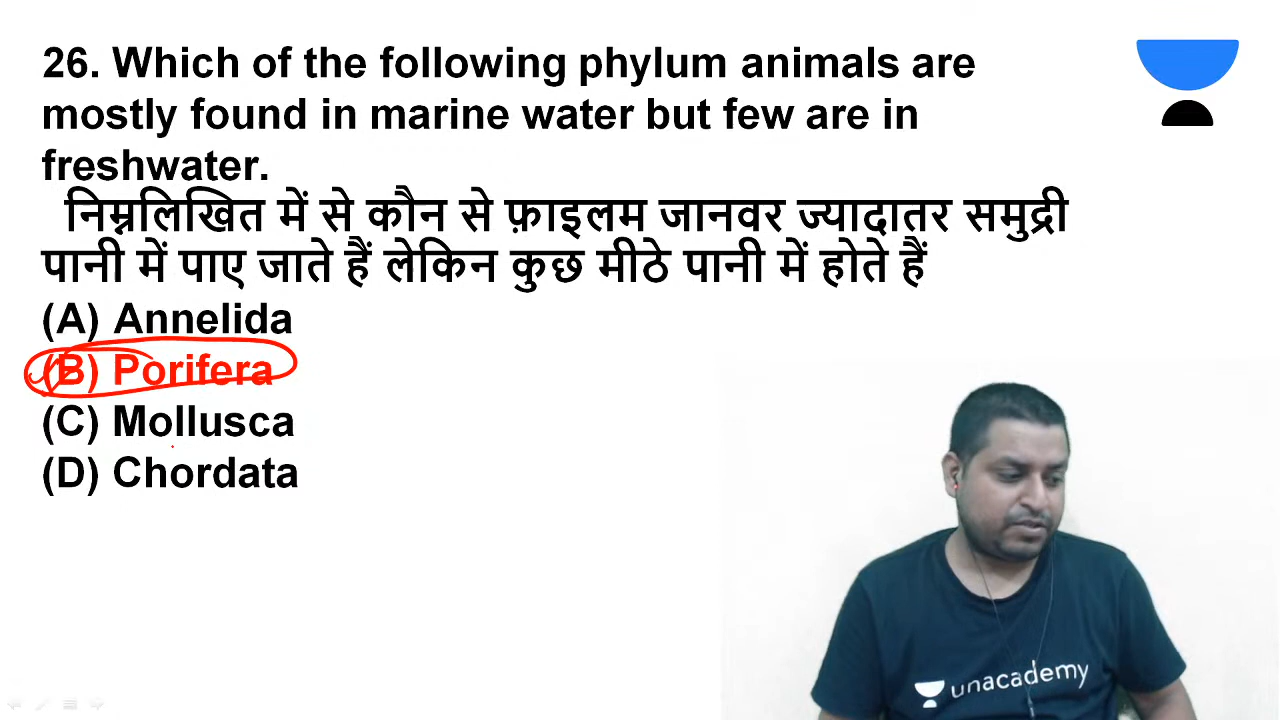 26. Which of the following phylum animals are
mostly found in marine water but few are in
freshwater.
निम्नलिखित में से कौन से फ़ाइलम जानवर ज्यादातर समुद्री
पानी में पाए जाते हैं लेकिन कुछ मीठे पानी में होते हैं
(A) Annelida
(B) Porifera
(C) Mollusca
(D) Chordata
unacademy